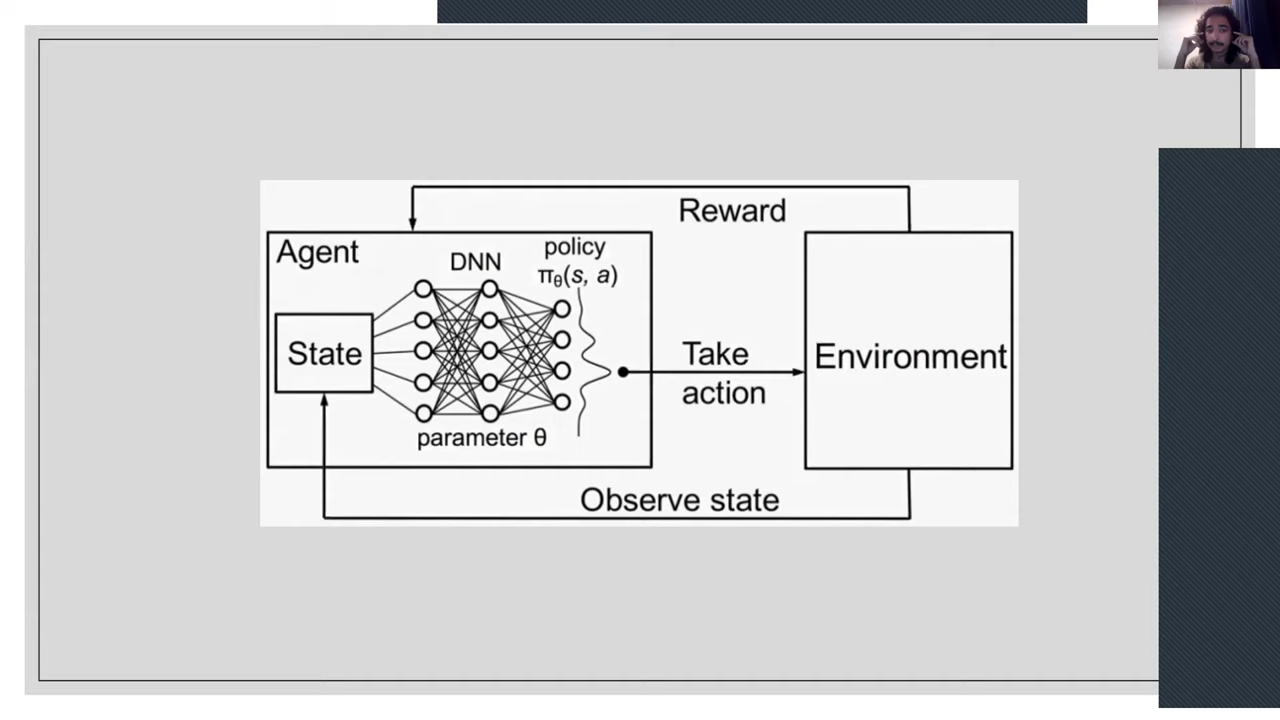 Reward
Agent
DNN
policy
πθ(s, a)
State
Take
action
Environment
parameter θ
Observe state